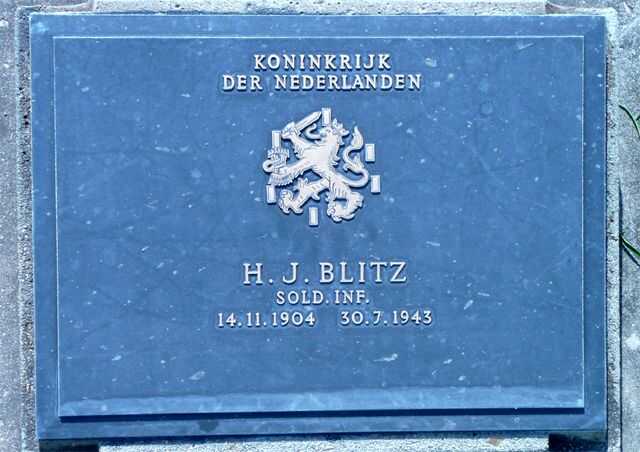 KONINKRIJK
DER NEDERLANDEN
H. J. BLITZ
SOLD. INF.
14.11.1904 30.7.1943